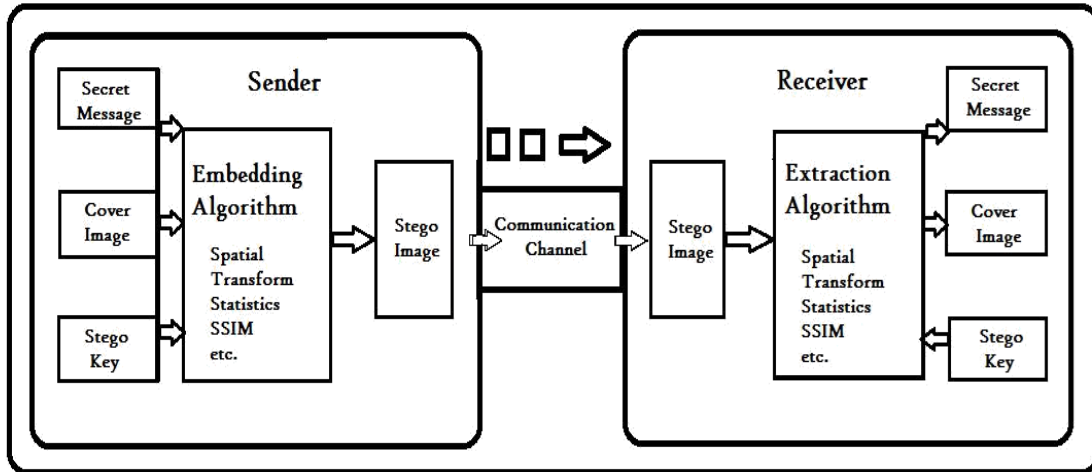 Sender
Secret
Message
Cover
Image
Stego
Key
Embedding
Algorithm
Spatial
Transform
Statistics
SSIM
etc.
Stego
Image
Communication
Channel
Receiver
Stego
Image
Extraction
Algorithm
Spatial
Transform
Statistics
SSIM
etc.
Secret
Message
Cover
Image
Stego
Key